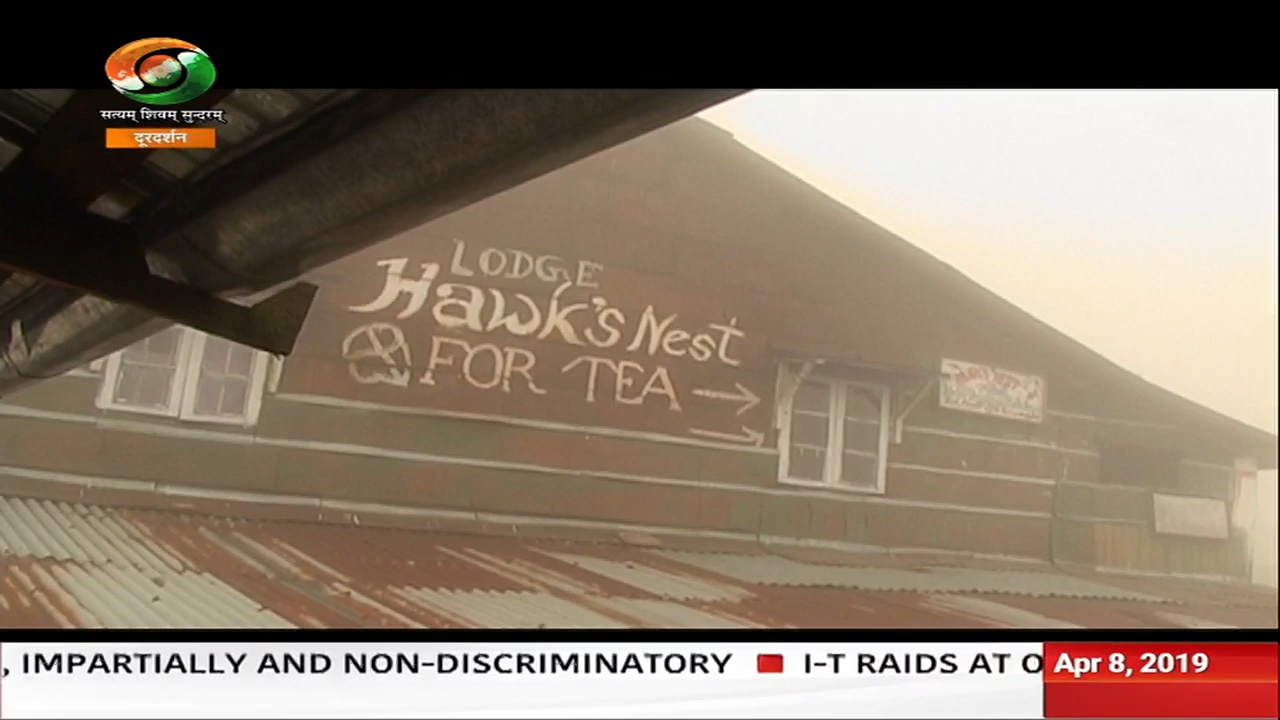 सत्यम् शिवम् सुन्दरम्
दूरदर्शन
LODGE
Hawk's Nest
FOR TEA
, IMPARTIALLY AND NON-DISCRIMINATORY
I-T RAIDS AT O
Apr 8, 2019